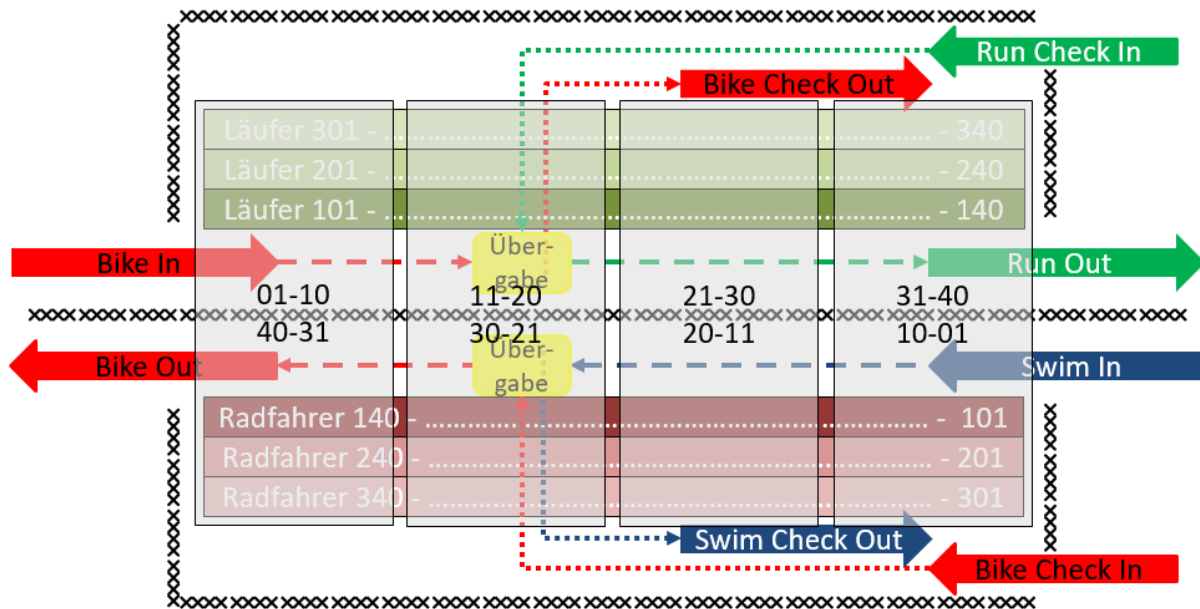 Run Check In
Bike Check Out
Läufer 301 - ................................................................ - 340
Läufer 201 - ................................................................ - 240
Läufer 101 - ................................................................ - 140
Bike In
Über-
gabe
Run Out
01-10 11-20 21-30 31-40
40-31 30-21 20-11 10-01
Bike Out
Über-
gabe
Swim In
Radfahrer 140 - .......................................................... - 101
Radfahrer 240 - .......................................................... - 201
Radfahrer 340 - .......................................................... - 301
Swim Check Out
Bike Check In